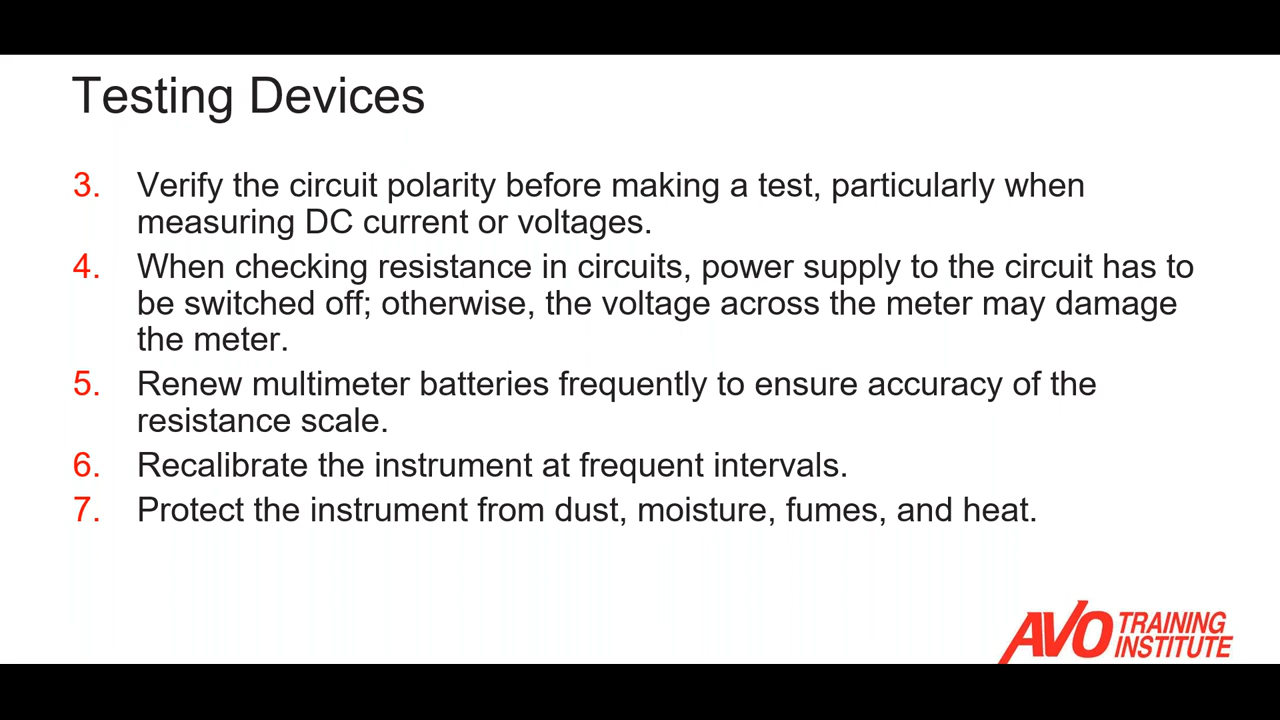 Testing Devices
3. Verify the circuit polarity before making a test, particularly when
measuring DC current or voltages.
4. When checking resistance in circuits, power supply to the circuit has to
be switched off; otherwise, the voltage across the meter may damage
the meter.
5. Renew multimeter batteries frequently to ensure accuracy of the
resistance scale.
6. Recalibrate the instrument at frequent intervals.
7. Protect the instrument from dust, moisture, fumes, and heat.
AVO TRAINING
INSTITUTE